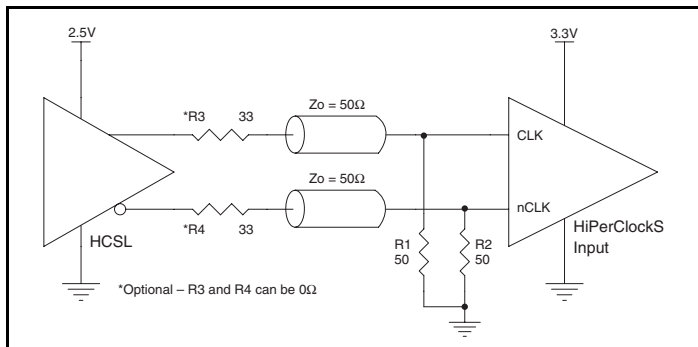 2.5V
3.3V
*R3 33
Zo = 50Ω
CLK
Zo = 50Ω
nCLK
HCSL
*R4 33
R1
50
R2
50
HiPerClockS
Input
*Optional – R3 and R4 can be 0Ω